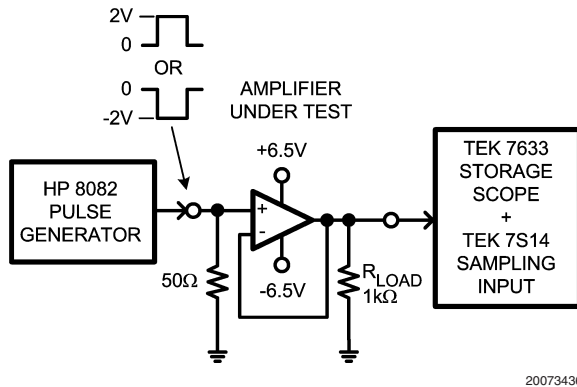 2V
0
OR
0
-2V
AMPLIFIER
UNDER TEST
HP 8082
PULSE
GENERATOR
+6.5V
+
-
-6.5V
50Ω
RLOAD
1kΩ
TEK 7633
STORAGE
SCOPE
+
TEK 7S14
SAMPLING
INPUT